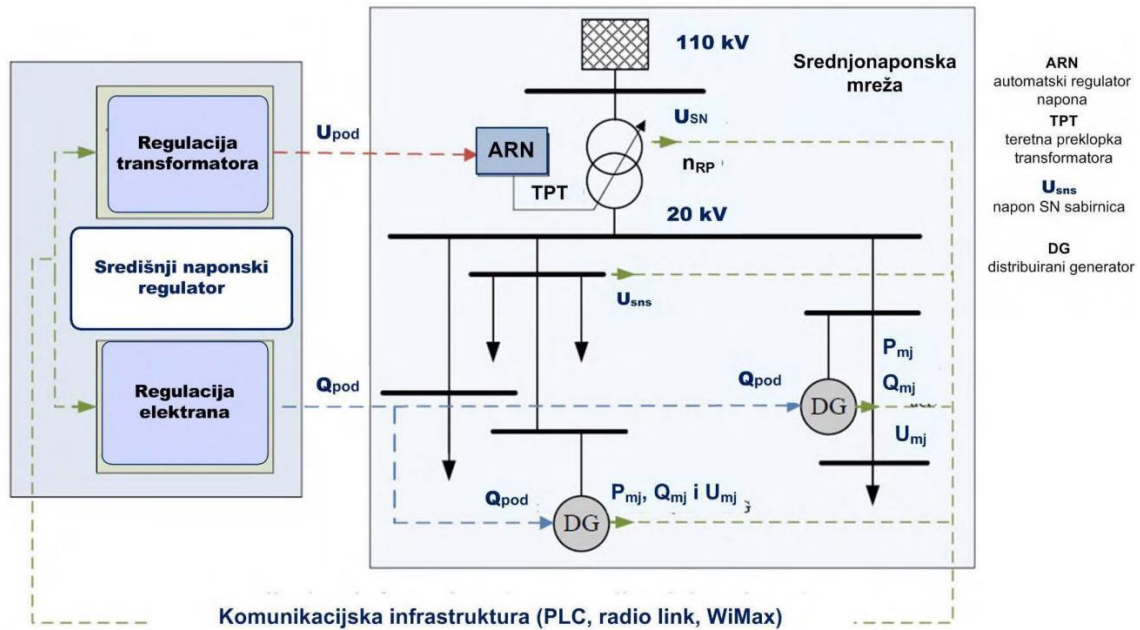 110 kV
Srednjonaponska
mreža
ARN
automatski regulator
napona
TPT
teretna preklopka
transformatora
Usns
napon SN sabirnica
DG
distribuirani generator
Regulacija
transformatora
Upod
ARN
TPT
USN
nRP
20 kV
Središnji naponski
regulator
Usns
Regulacija
elektrana
Qpod
Qpod
DG
Pmj
Qmj
Umj
Qpod
DG
Pmj, Qmj i Umj
Komunikacijska infrastruktura (PLC, radio link, WiMax)